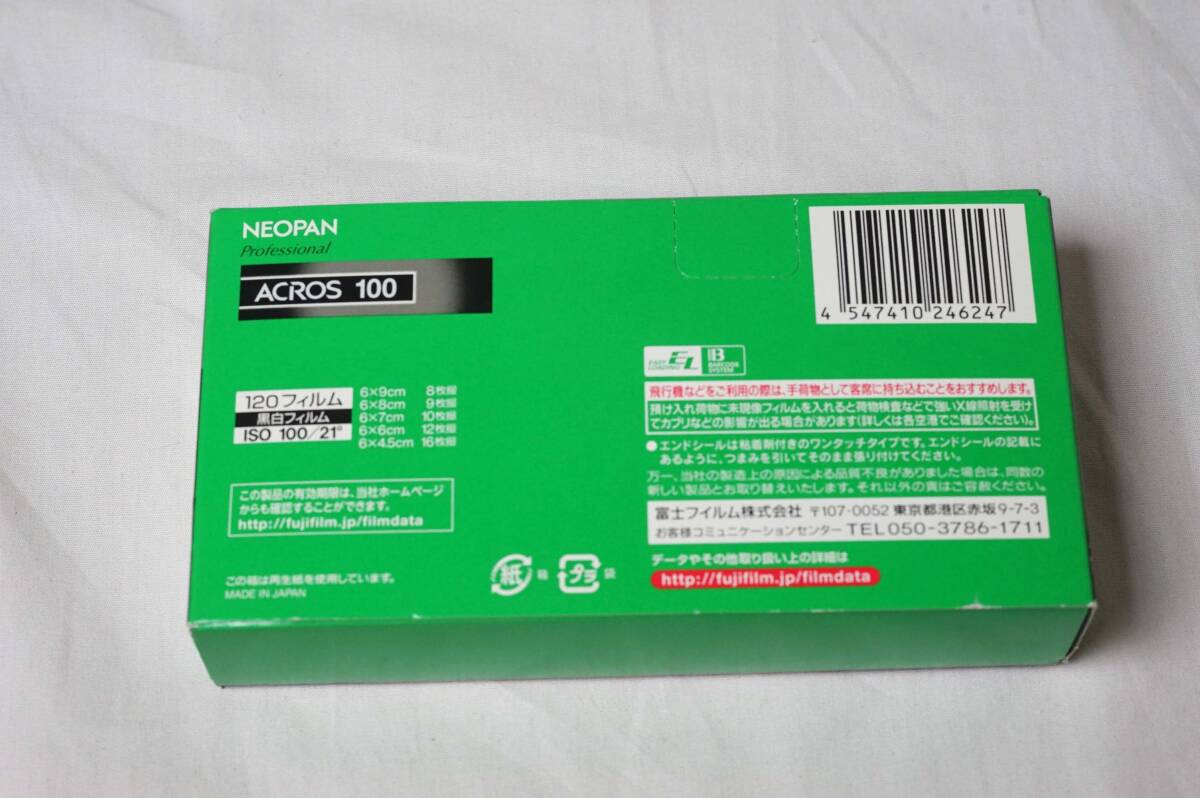 NEOPAN
Professional
ACROS 100
4 547410 246247
120フィルム
黒白フィルム
ISO 100/21°
6×9cm 8枚撮
6×8cm 9枚撮
6×7cm 10枚撮
6×6cm 12枚撮
6×4.5cm 16枚撮
この製品の有効期限は、当社ホームページ
からも確認することができます。
http://fujifilm.jp/filmdata
この箱は再生紙を使用しています。
MADE IN JAPAN
紙 箱
プラ 袋
EASY LOADING EL
B BARCODE SYSTEM
飛行機などをご利用の際は、手荷物として客席に持ち込むことをおすすめします。
預け入れ荷物に未現像フィルムを入れると荷物検査などで強いX線照射を受け
てカブリなどの影響が出る場合があります(詳しくは各空港でご確認ください)。
●エンドシールは粘着剤付きのワンタッチタイプです。エンドシールの記載に
あるように、つまみを引いてそのまま張り付けてください。
万一、当社の製造上の原因による品質不良がありました場合は、同数の
新しい製品とお取り替えいたします。それ以外の責はご容赦ください。
富士フイルム株式会社 〒107-0052 東京都港区赤坂9-7-3
お客様コミュニケーションセンター TEL050-3786-1711
データやその他取り扱い上の詳細は
http://fujifilm.jp/filmdata